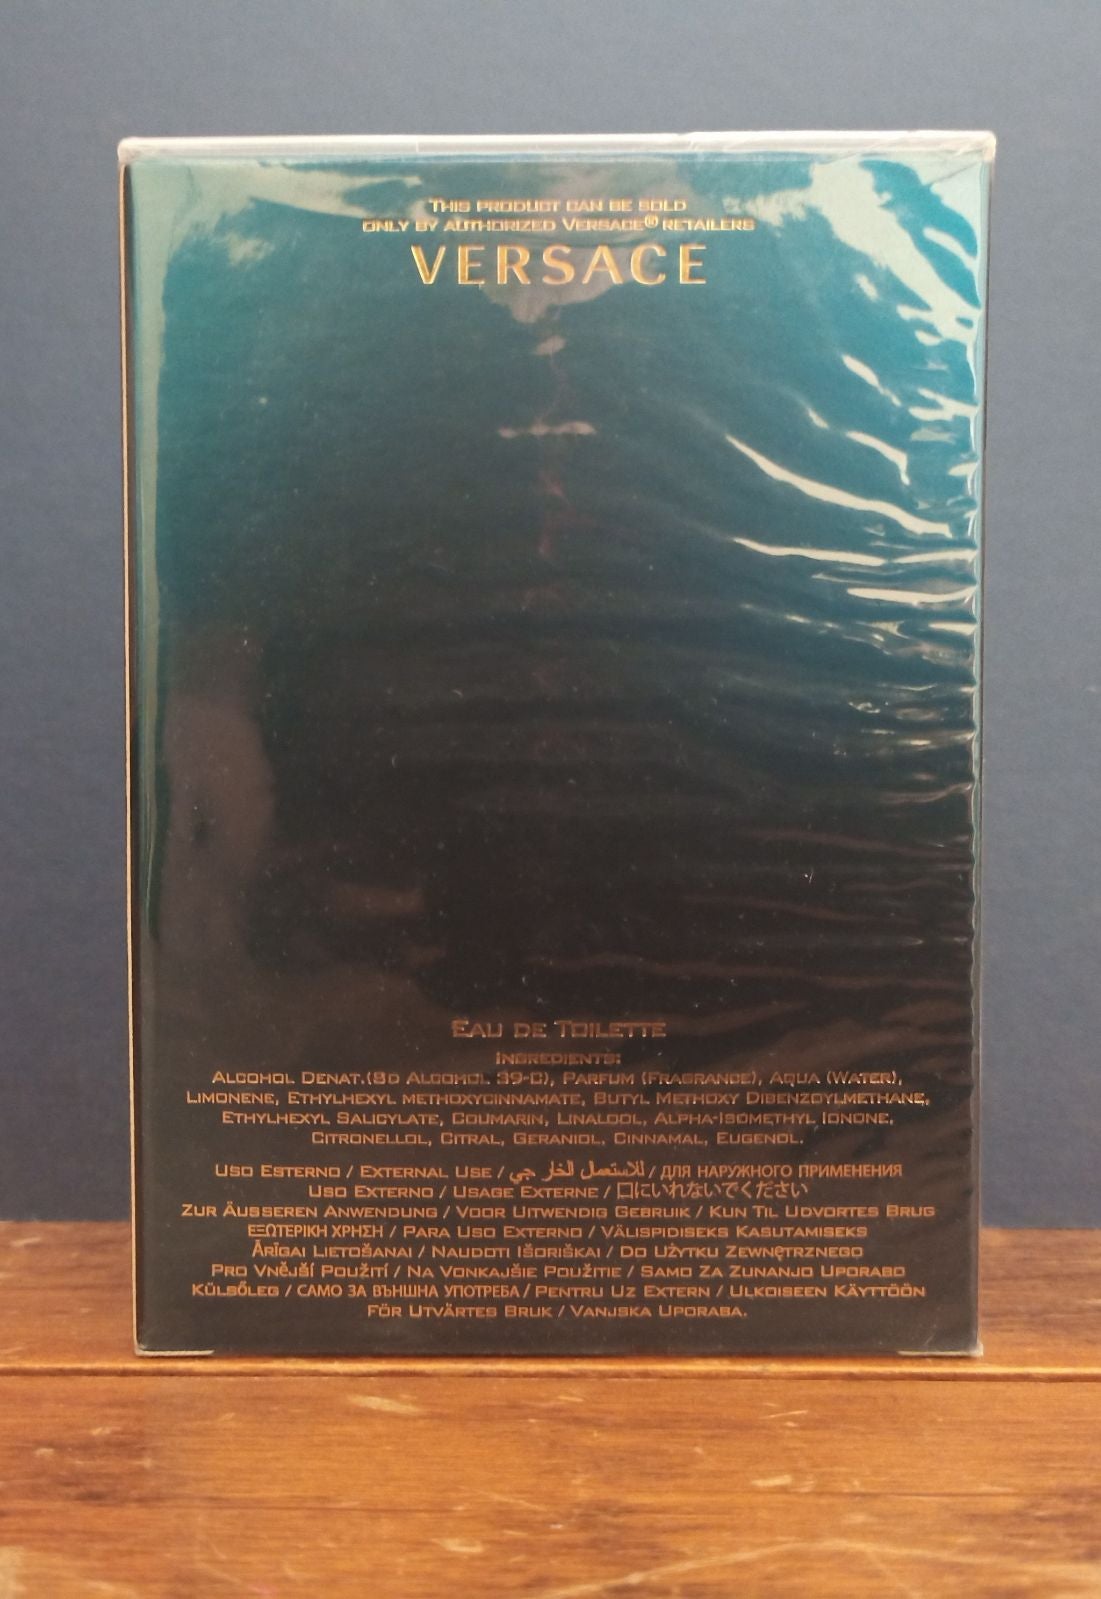 THIS PRODUCT CAN BE SOLD
ONLY BY AUTHORIZED VERSACE® RETAILERS
VERSACE
EAU DE TOILETTE
INGREDIENTS:
ALCOHOL DENAT.(SD ALCOHOL 39-C), PARFUM (FRAGRANCE), AQUA (WATER),
LIMONENE, ETHYLHEXYL METHOXYCINNAMATE, BUTYL METHOXY DIBENZOYLMETHANE,
ETHYLHEXYL SALICYLATE, COUMARIN, LINALOOL, ALPHA-ISOMETHYL IONONE,
CITRONELLOL, CITRAL, GERANIOL, CINNAMAL, EUGENOL.
USO ESTERNO / EXTERNAL USE / للاستعمل الخار جي / ДЛЯ НАРУЖНОГО ПРИМЕНЕНИЯ
USO EXTERNO / USAGE EXTERNE / 口にいれないでください
ZUR ÄUSSEREN ANWENDUNG / VOOR UITWENDIG GEBRUIK / KUN TIL UDVORTES BRUG
ΕΞΩΤΕΡΙΚΗ ΧΡΗΣΗ / PARA USO EXTERNO / VÄLISPIDISEKS KASUTAMISEKS
ĀRĪGAI LIETOŠANAI / NAUDOTI IŠORIŠKAI / DO UŻYTKU ZEWNĘTRZNEGO
PRO VNĚJŠÍ POUŽITÍ / NA VONKAJŠIE POUŽITIE / SAMO ZA ZUNANJO UPORABO
KÜLSŐLEG / САМО ЗА ВЪНШНА УПОТРЕБА / PENTRU UZ EXTERN / ULKOISEEN KÄYTTÖÖN
FÖR UTVÄRTES BRUK / VANJSKA UPORABA.